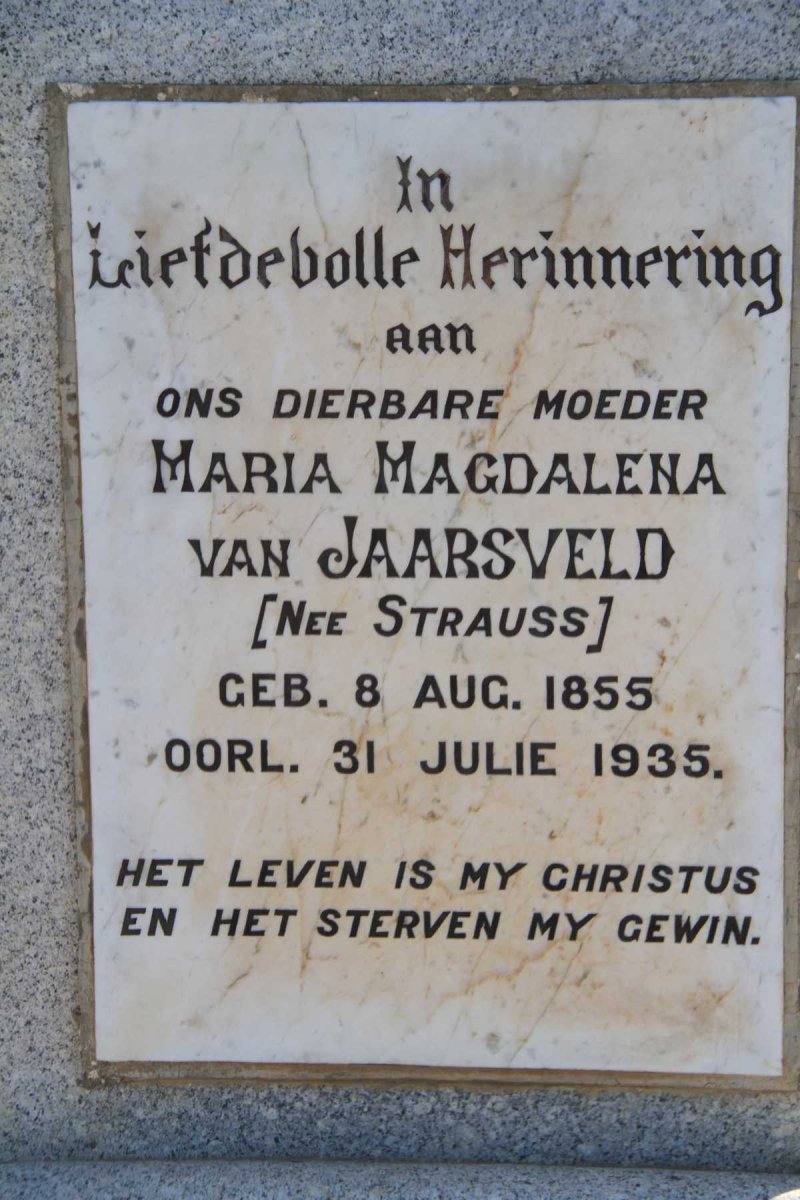 In
Liefdevolle Herinnering
aan
ONS DIERBARE MOEDER
MARIA MAGDALENA
VAN JAARSVELD
[NEE STRAUSS]
GEB. 8 AUG. 1855
OORL. 31 JULIE 1935.
HET LEVEN IS MY CHRISTUS
EN HET STERVEN MY GEWIN.